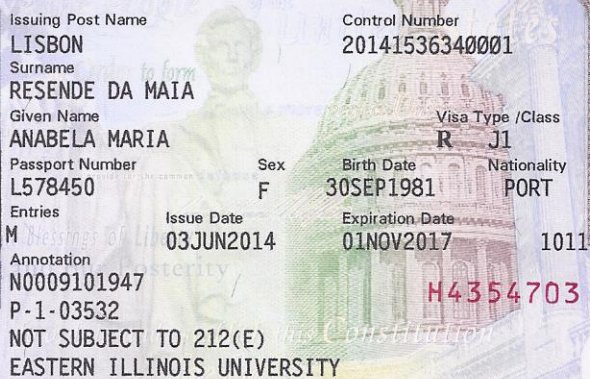 Issuing Post Name Control Number
LISBON 20141536340001
Surname
RESENDE DA MAIA
Given Name Visa Type /Class
ANABELA MARIA R J1
Passport Number Sex Birth Date Nationality
L578450 F 30SEP1981 PORT
Entries Issue Date Expiration Date
M 03JUN2014 01NOV2017 1011
Annotation
N0009101947 H4354703
P-1-03532
NOT SUBJECT TO 212(E)
EASTERN ILLINOIS UNIVERSITY